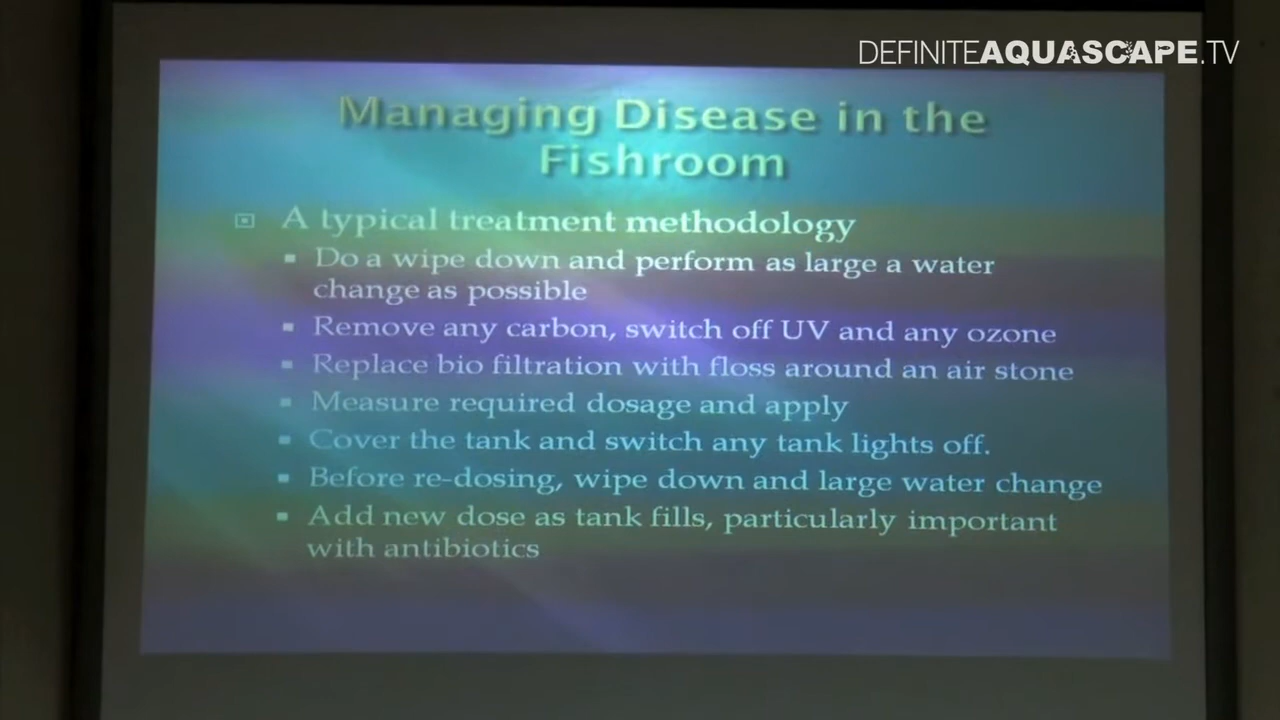 DEFINITEAQUASCAPE.TV
Managing Disease in the
Fishroom
A typical treatment methodology
Do a wipe down and perform as large a water
change as possible
Remove any carbon, switch off UV and any ozone
Replace bio filtration with floss around an air stone
Measure required dosage and apply
Cover the tank and switch any tank lights off.
Before re-dosing, wipe down and large water change
Add new dose as tank fills, particularly important
with antibiotics